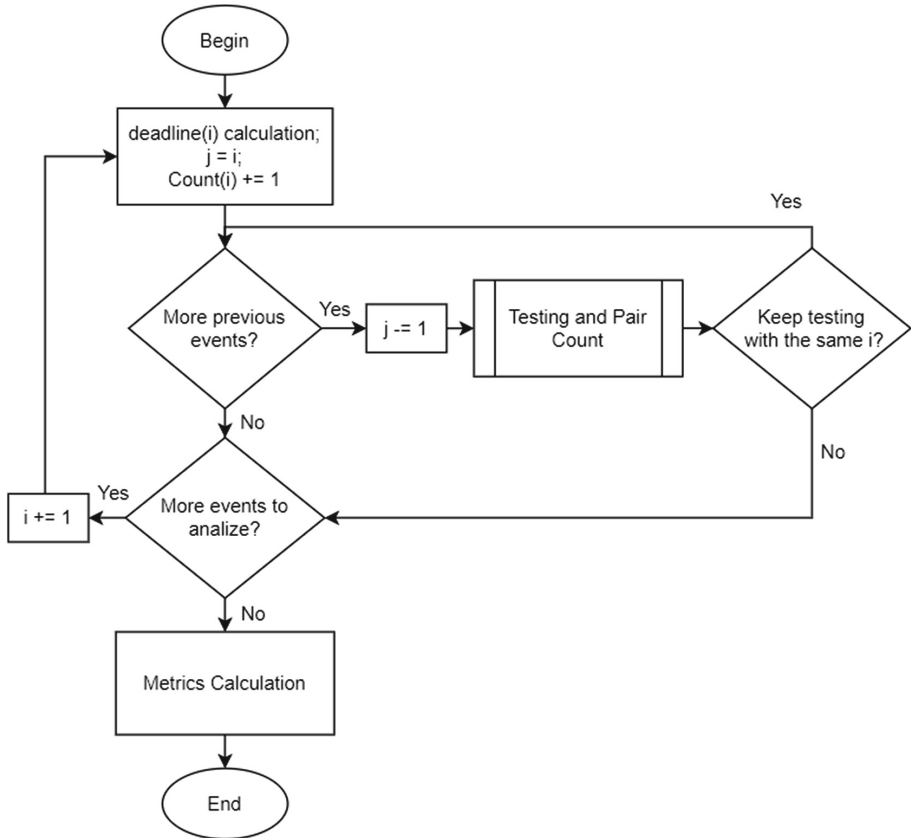 Begin
deadline(i) calculation;
j = i;
Count(i) += 1
Yes
More previous
events?
Yes
j -= 1
Testing and Pair
Count
Keep testing
with the same i?
No
No
More events to
analize?
Yes
i += 1
No
Metrics Calculation
End